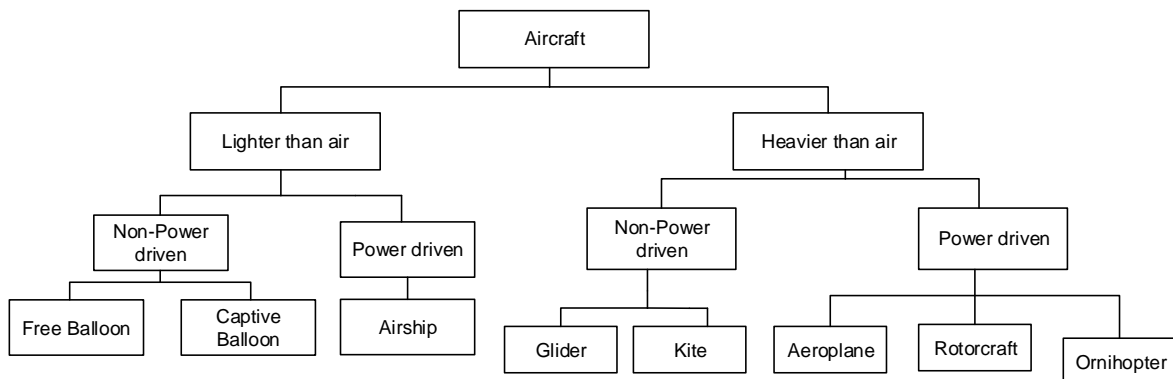 Aircraft
Lighter than air
Heavier than air
Non-Power
driven
Power driven
Non-Power
driven
Power driven
Free Balloon
Captive
Balloon
Airship
Glider
Kite
Aeroplane
Rotorcraft
Ornihopter